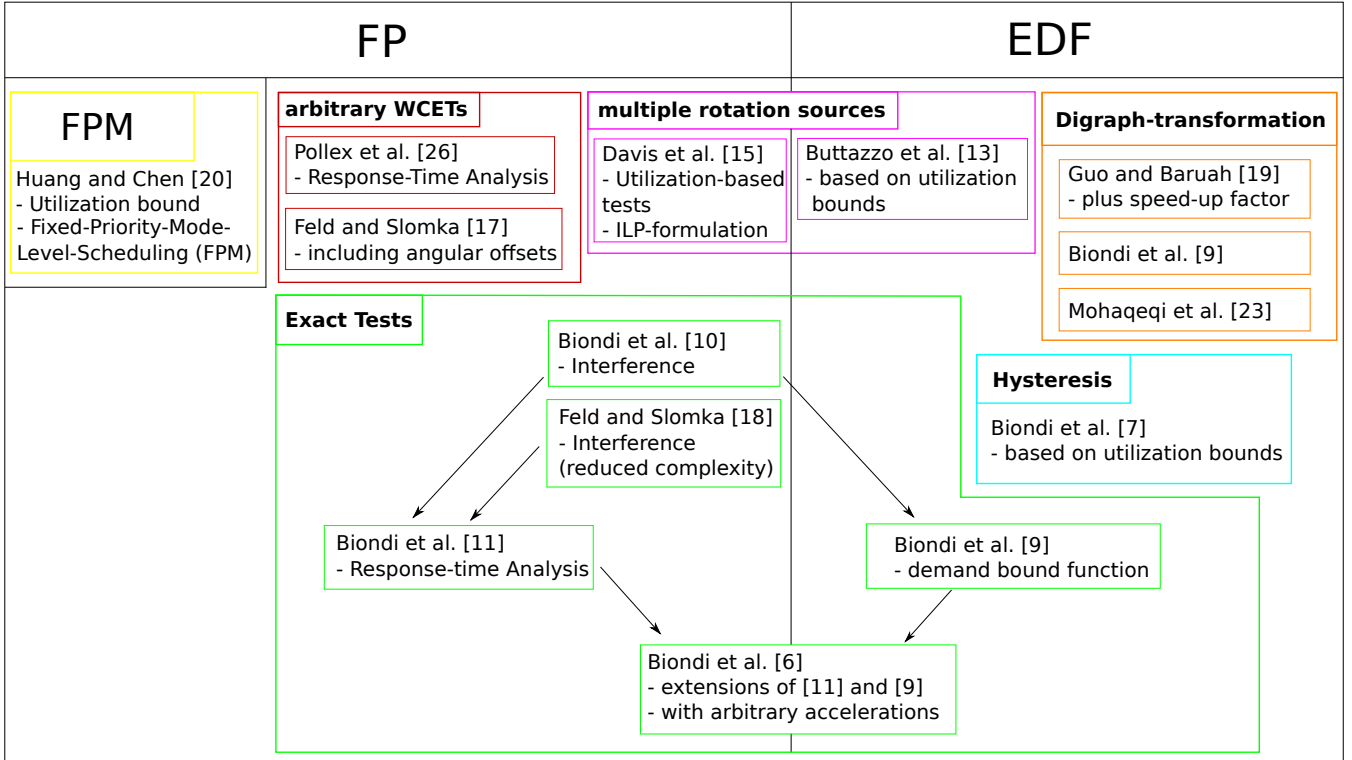 FP
EDF
FPM
Huang and Chen [20]
- Utilization bound
- Fixed-Priority-Mode-
Level-Scheduling (FPM)
arbitrary WCETs
Pollex et al. [26]
- Response-Time Analysis
Feld and Slomka [17]
- including angular offsets
multiple rotation sources
Davis et al. [15]
- Utilization-based
tests
- ILP-formulation
Buttazzo et al. [13]
- based on utilization
bounds
Digraph-transformation
Guo and Baruah [19]
- plus speed-up factor
Biondi et al. [9]
Mohaqeqi et al. [23]
Exact Tests
Biondi et al. [10]
- Interference
Feld and Slomka [18]
- Interference
(reduced complexity)
Biondi et al. [11]
- Response-time Analysis
Hysteresis
Biondi et al. [7]
- based on utilization bounds
Biondi et al. [9]
- demand bound function
Biondi et al. [6]
- extensions of [11] and [9]
- with arbitrary accelerations